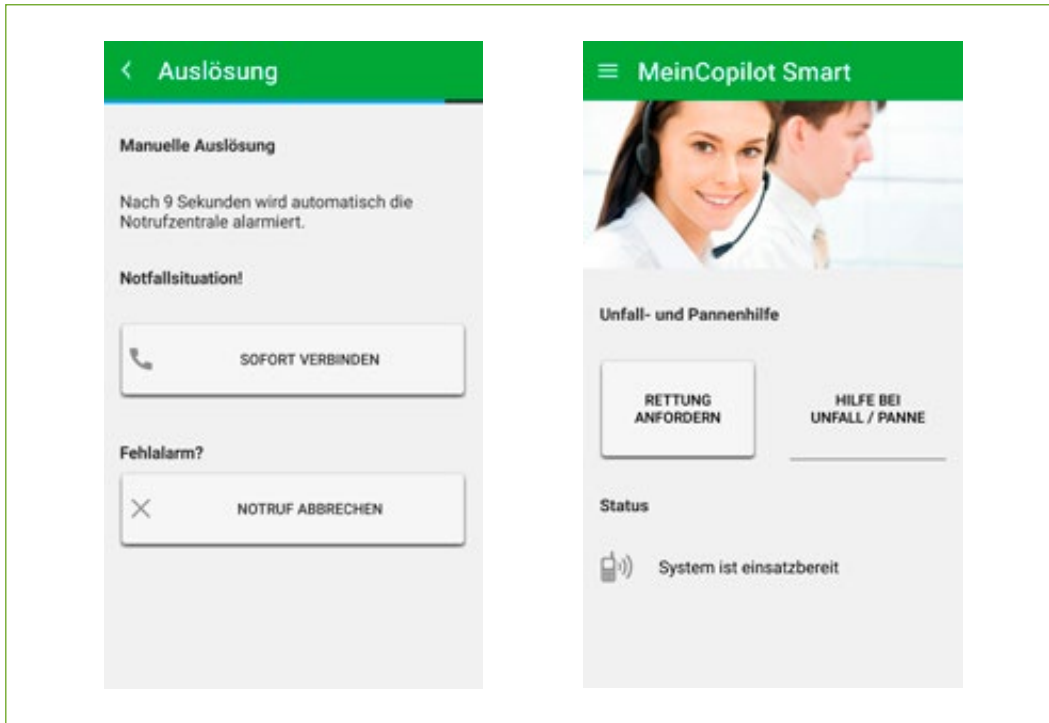 Auslösung
Manuelle Auslösung
Nach 9 Sekunden wird automatisch die
Notrufzentrale alarmiert.
Notfallsituation!
SOFORT VERBINDEN
Fehlalarm?
NOTRUF ABBRECHEN
MeinCopilot Smart
Unfall- und Pannenhilfe
RETTUNG
ANFORDERN
HILFE BEI
UNFALL / PANNE
Status
System ist einsatzbereit